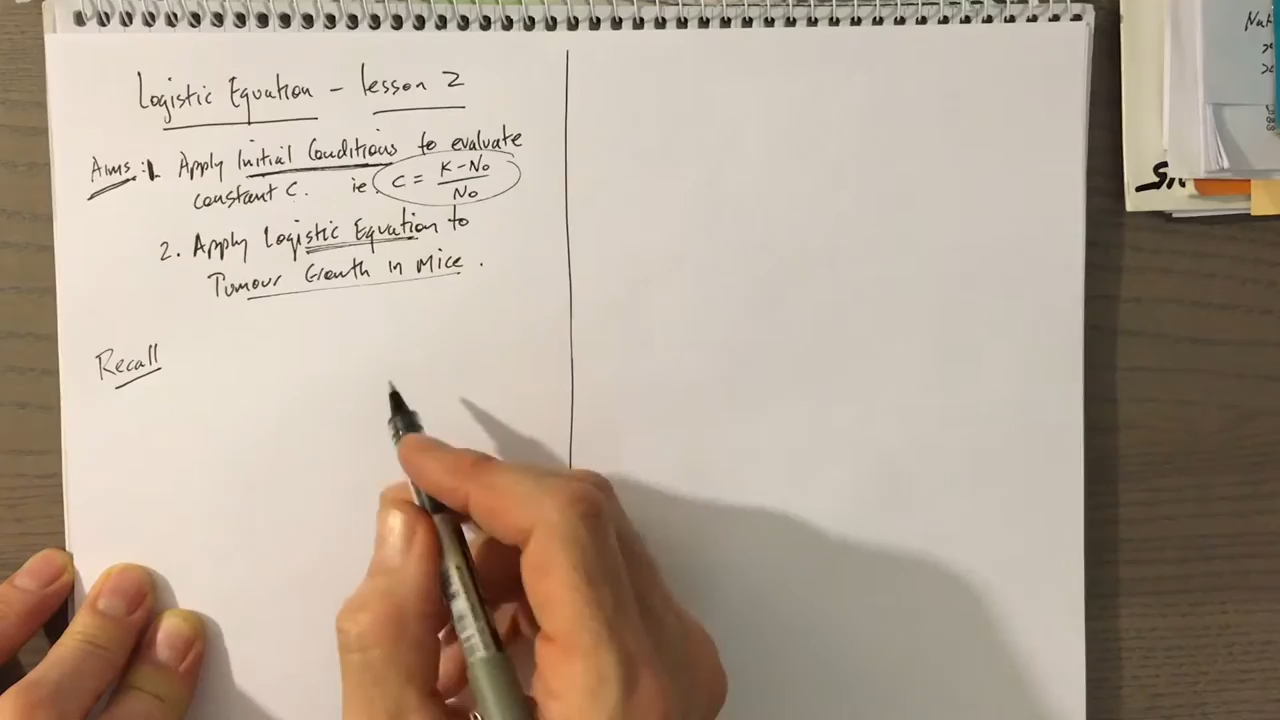 Logistic Equation - lesson 2
Aims: 1. Apply Initial Conditions to evaluate
constant C. ie. C = K-No / No
2. Apply Logistic Equation to
Tumour Growth in Mice.
Recall